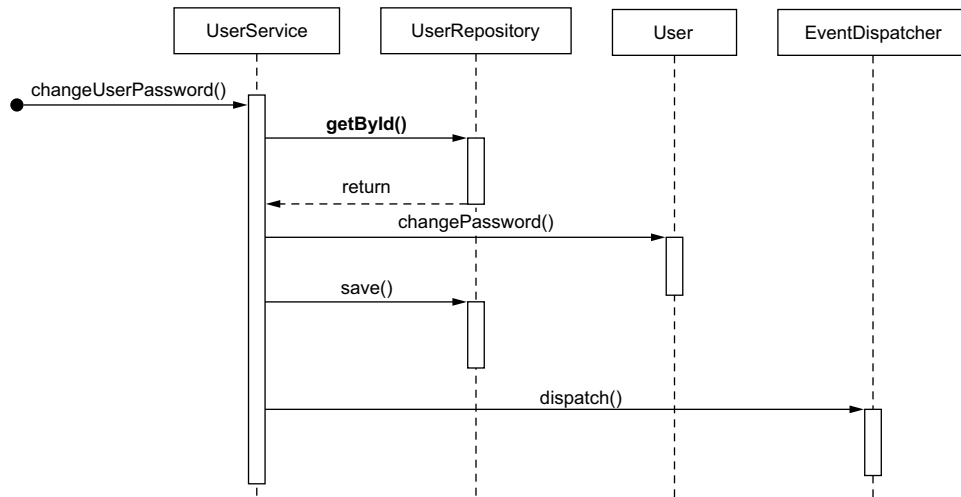 UserService
UserRepository
User
EventDispatcher
changeUserPassword()
getById()
return
changePassword()
save()
dispatch()